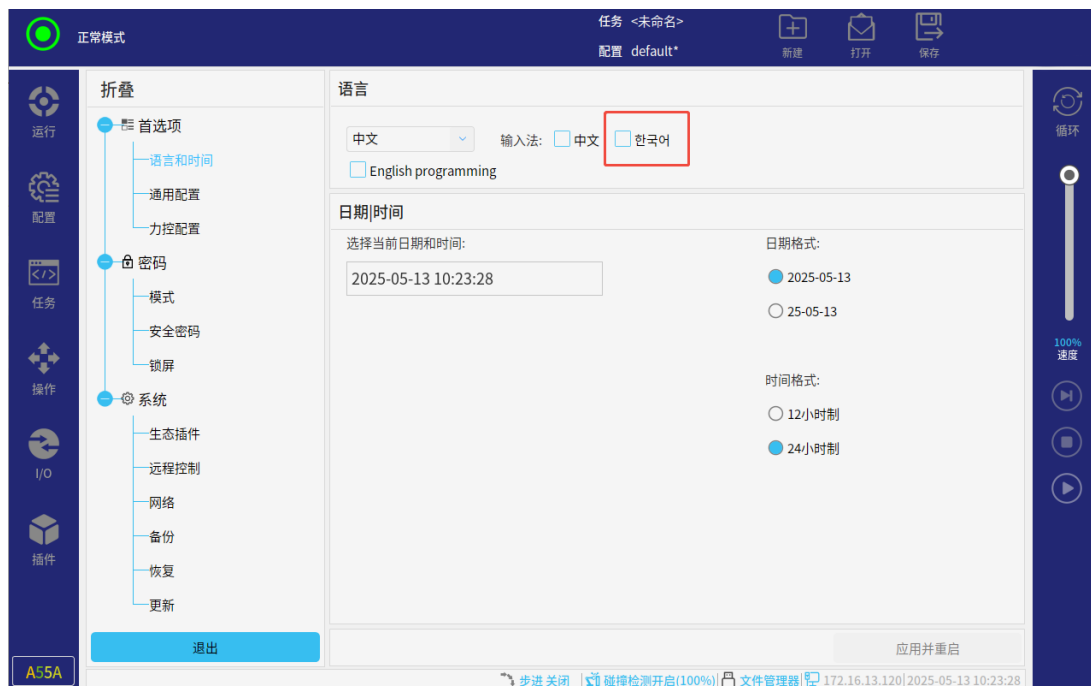 正常模式
任务 <未命名>
配置 default*
新建
打开
保存
运行
配置
任务
操作
I/O
插件
A55A
折叠
首选项
语言和时间
通用配置
力控配置
密码
模式
安全密码
锁屏
系统
生态插件
远程控制
网络
备份
恢复
更新
退出
语言
中文 输入法: 中文 한국어
English programming
日期|时间
选择当前日期和时间: 日期格式:
2025-05-13 10:23:28 2025-05-13
25-05-13
时间格式:
12小时制
24小时制
应用并重启
循环
100%
速度
步进 关闭 碰撞检测开启(100%) 文件管理器 172.16.13.120 2025-05-13 10:23:28